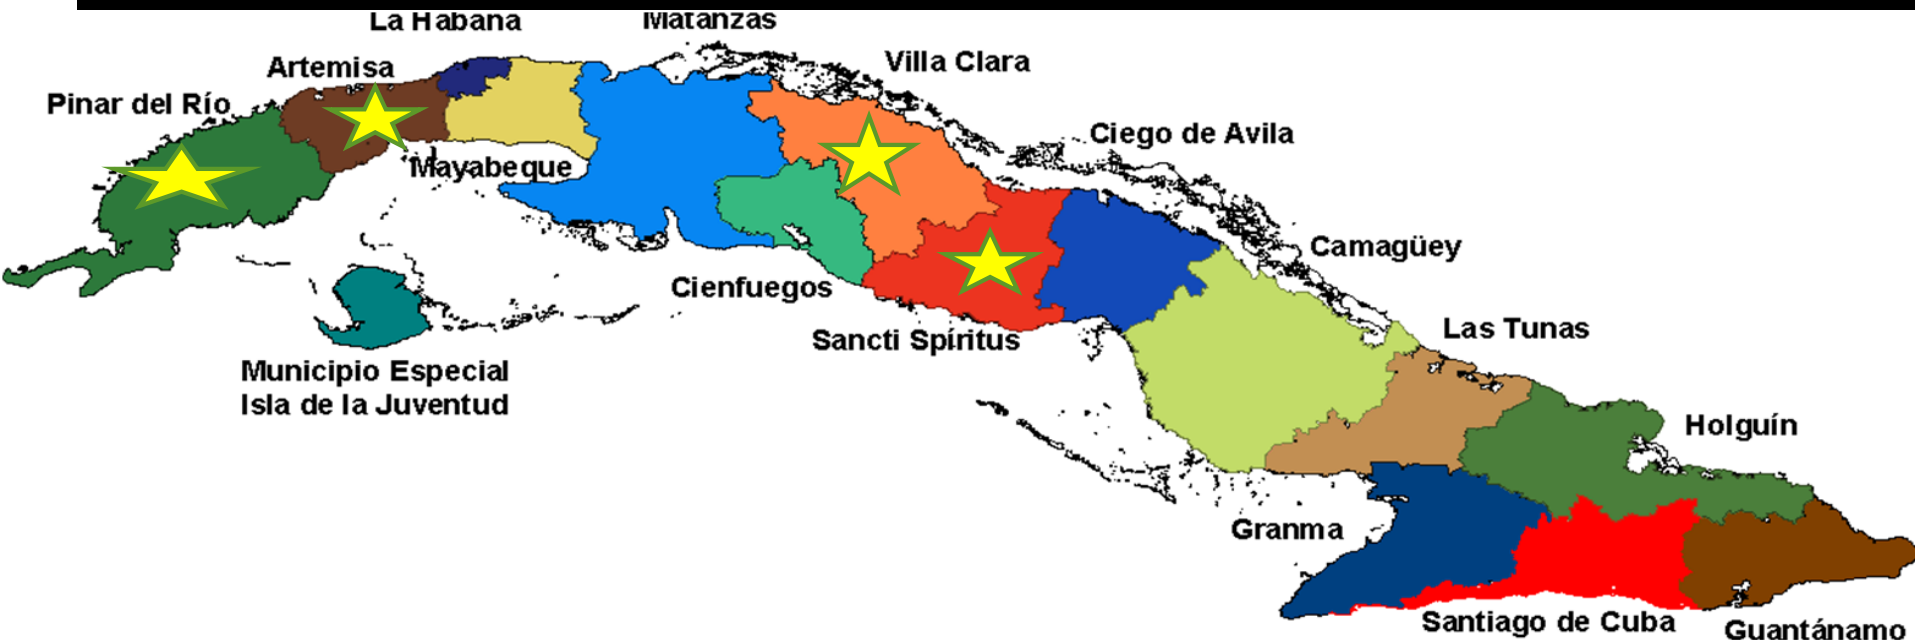 La Habana
Matanzas
Artemisa
Villa Clara
Pinar del Río
Ciego de Avila
Mayabeque
Camagüey
Cienfuegos
Sancti Spíritus
Las Tunas
Municipio Especial
Isla de la Juventud
Holguín
Granma
Santiago de Cuba
Guantánamo